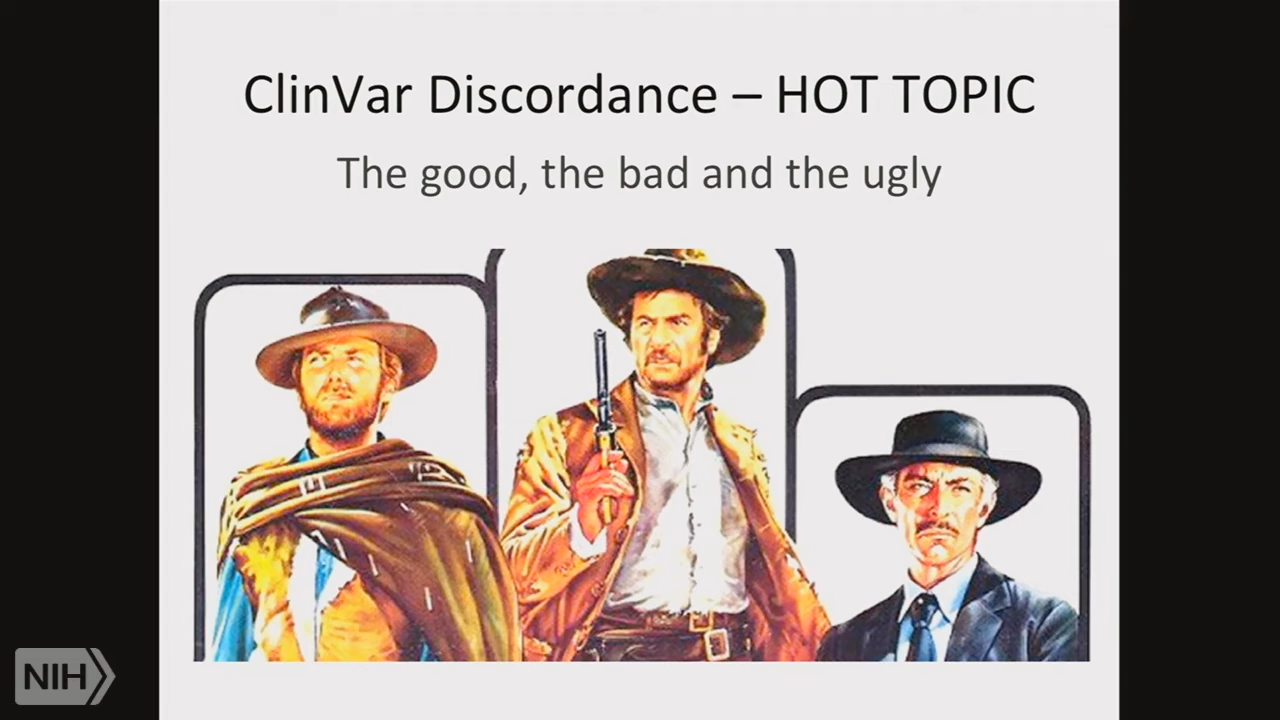 ClinVar Discordance – HOT TOPIC
The good, the bad and the ugly
NIH